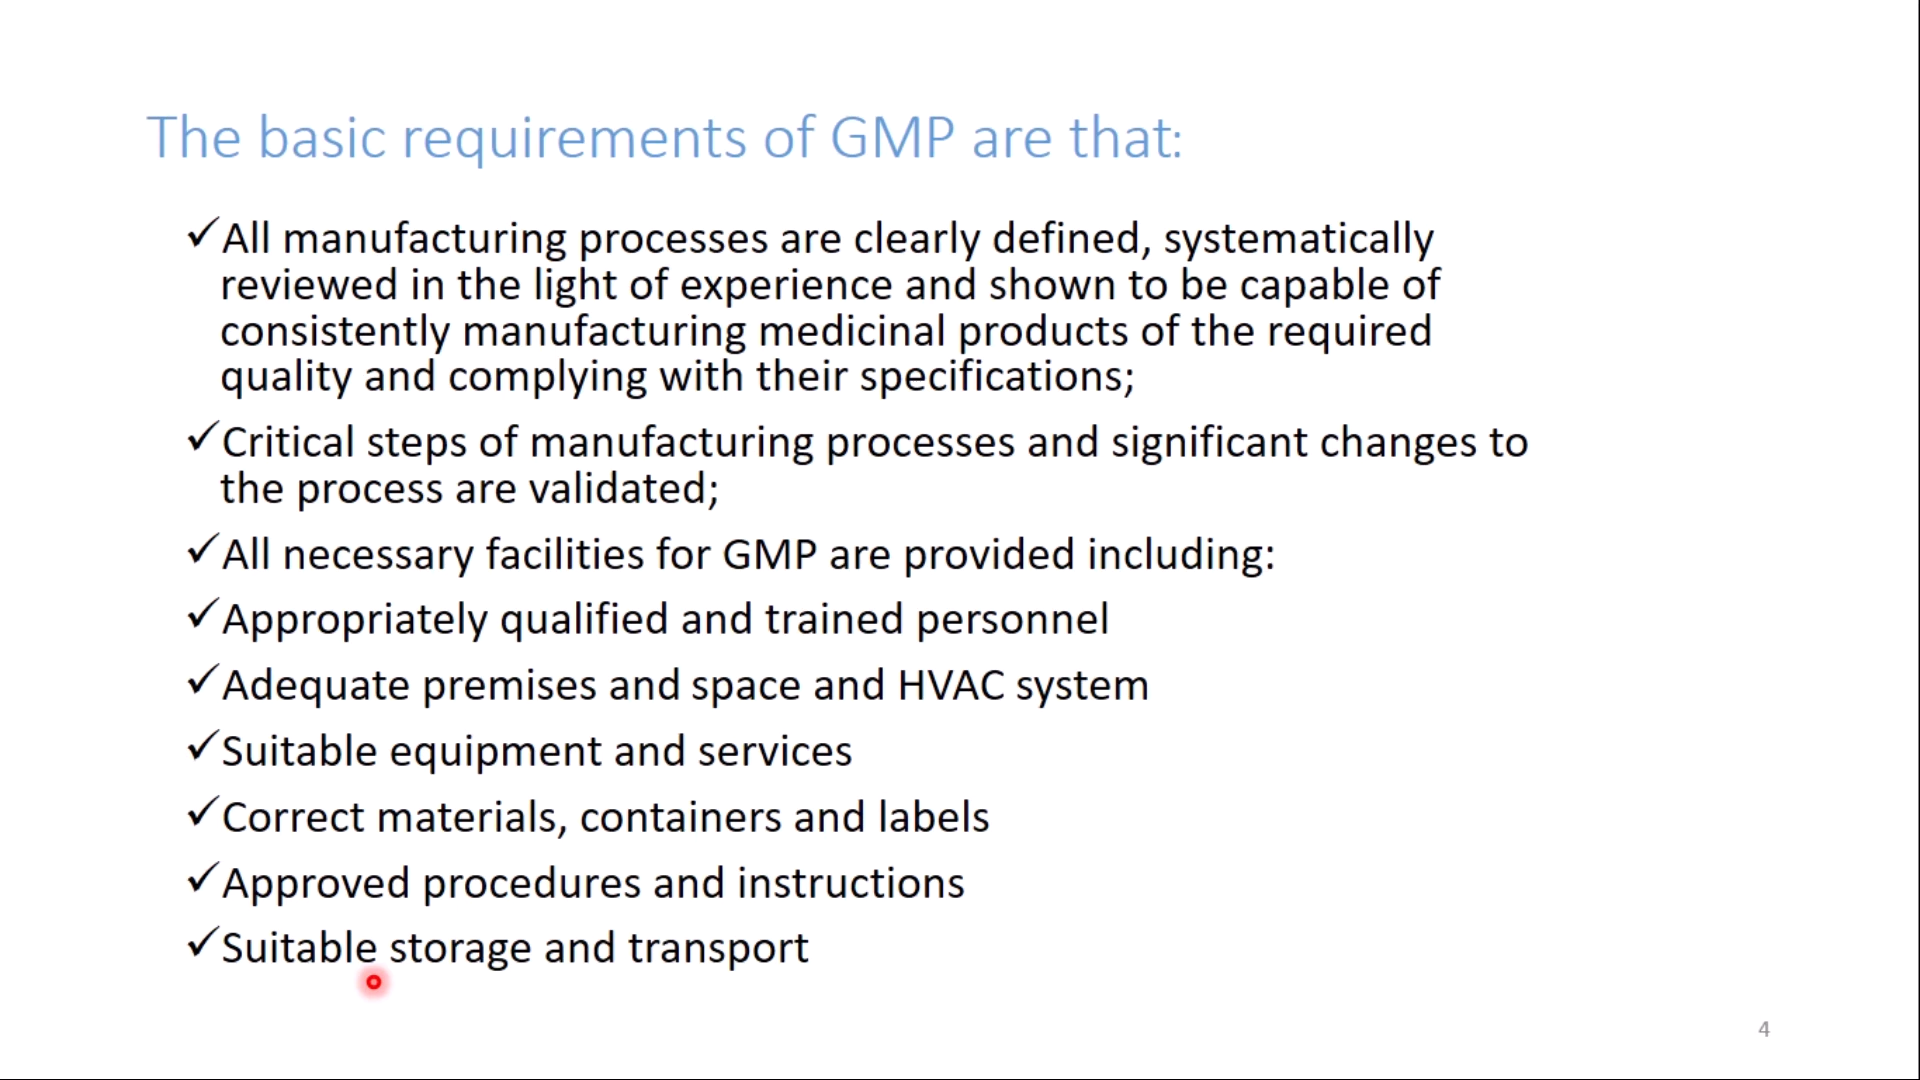 The basic requirements of GMP are that:
✓All manufacturing processes are clearly defined, systematically
reviewed in the light of experience and shown to be capable of
consistently manufacturing medicinal products of the required
quality and complying with their specifications;
✓Critical steps of manufacturing processes and significant changes to
the process are validated;
✓All necessary facilities for GMP are provided including:
✓Appropriately qualified and trained personnel
✓Adequate premises and space and HVAC system
✓Suitable equipment and services
✓Correct materials, containers and labels
✓Approved procedures and instructions
✓Suitable storage and transport
4